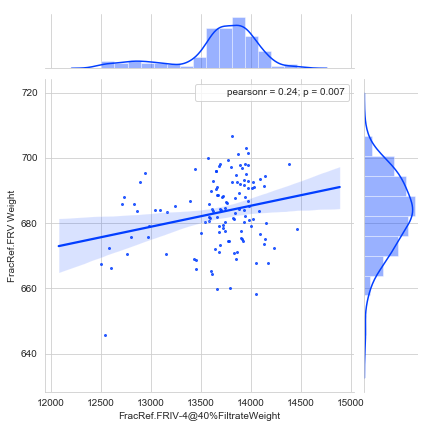 pearsonr = 0.24; p = 0.007
720
700
680
660
640
FracRef.FRV Weight
12000 12500 13000 13500 14000 14500 15000
FracRef.FRIV-4@40%FiltrateWeight